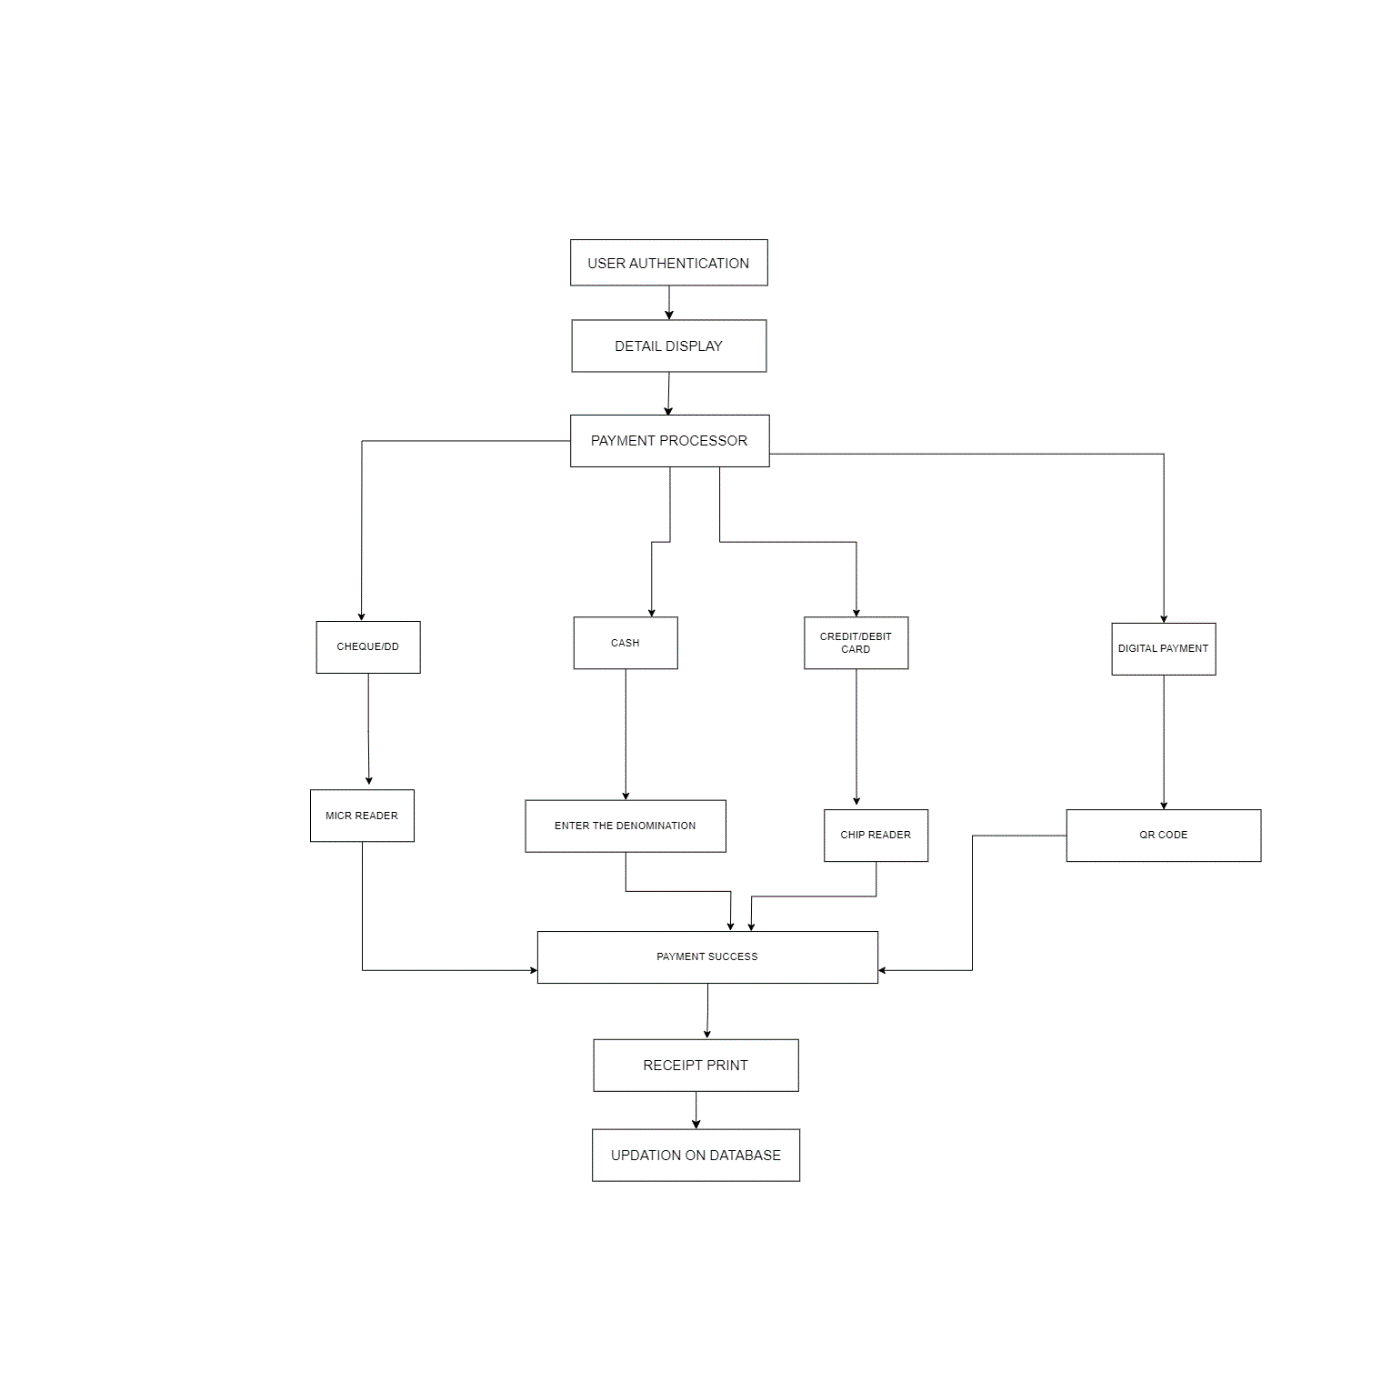 USER AUTHENTICATION
DETAIL DISPLAY
PAYMENT PROCESSOR
CHEQUE/DD
CASH
CREDIT/DEBIT
CARD
DIGITAL PAYMENT
MICR READER
ENTER THE DENOMINATION
CHIP READER
QR CODE
PAYMENT SUCCESS
RECEIPT PRINT
UPDATION ON DATABASE